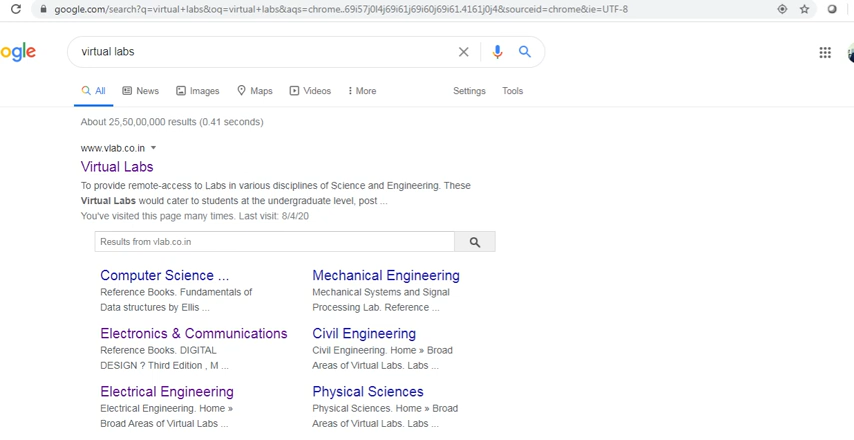 google.com/search?q=virtual+labs&oq=virtual+labs&aqs=chrome..69i57j0l4j69i61j69i60j69i61.4161j0j4&sourceid=chrome&ie=UTF-8
ogle
virtual labs
All News Images Maps Videos More Settings Tools
About 25,50,00,000 results (0.41 seconds)
www.vlab.co.in
Virtual Labs
To provide remote-access to Labs in various disciplines of Science and Engineering. These
Virtual Labs would cater to students at the undergraduate level, post ...
You've visited this page many times. Last visit: 8/4/20
Results from vlab.co.in
Computer Science ...
Reference Books. Fundamentals of
Data structures by Ellis ...
Mechanical Engineering
Mechanical Systems and Signal
Processing Lab. Reference ...
Electronics & Communications
Reference Books. DIGITAL
DESIGN ? Third Edition , M ...
Civil Engineering
Civil Engineering. Home » Broad
Areas of Virtual Labs. Labs ...
Electrical Engineering
Electrical Engineering. Home »
Broad Areas of Virtual Labs ...
Physical Sciences
Physical Sciences. Home » Broad
Areas of Virtual Labs. Labs ...